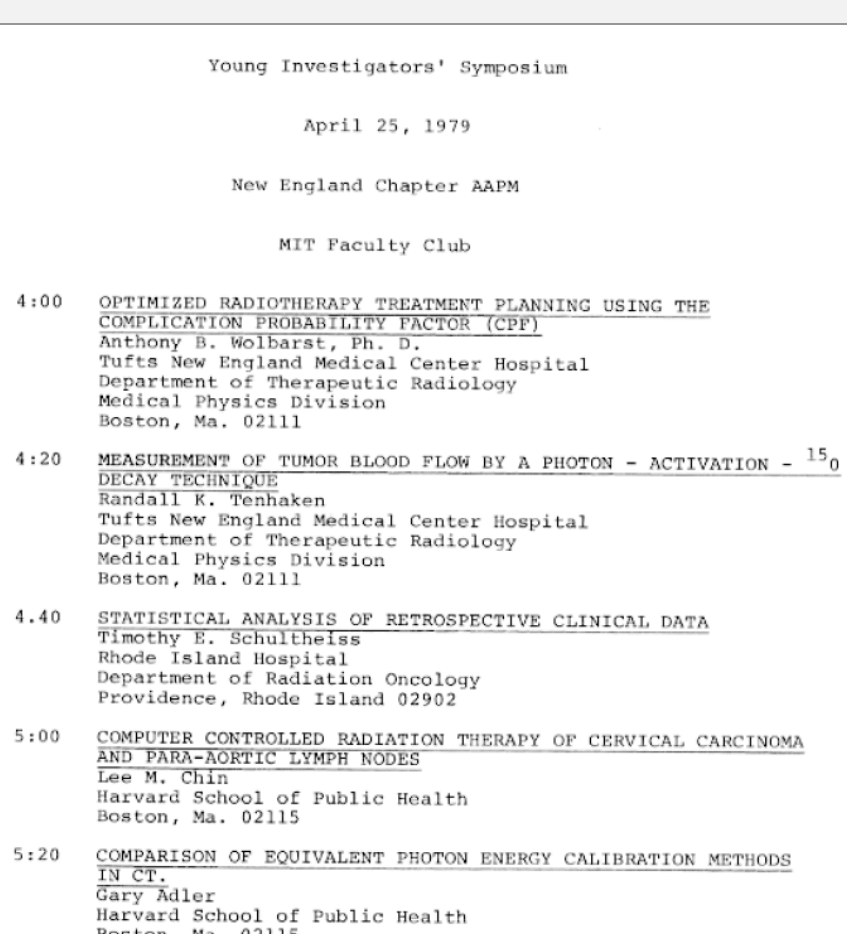 Young Investigators' Symposium
April 25, 1979
New England Chapter AAPM
MIT Faculty Club
4:00 OPTIMIZED RADIOTHERAPY TREATMENT PLANNING USING THE
COMPLICATION PROBABILITY FACTOR (CPF)
Anthony B. Wolbarst, Ph. D.
Tufts New England Medical Center Hospital
Department of Therapeutic Radiology
Medical Physics Division
Boston, Ma. 02111
4:20 MEASUREMENT OF TUMOR BLOOD FLOW BY A PHOTON - ACTIVATION - ¹⁵O
DECAY TECHNIQUE
Randall K. Tenhaken
Tufts New England Medical Center Hospital
Department of Therapeutic Radiology
Medical Physics Division
Boston, Ma. 02111
4.40 STATISTICAL ANALYSIS OF RETROSPECTIVE CLINICAL DATA
Timothy E. Schultheiss
Rhode Island Hospital
Department of Radiation Oncology
Providence, Rhode Island 02902
5:00 COMPUTER CONTROLLED RADIATION THERAPY OF CERVICAL CARCINOMA
AND PARA-AORTIC LYMPH NODES
Lee M. Chin
Harvard School of Public Health
Boston, Ma. 02115
5:20 COMPARISON OF EQUIVALENT PHOTON ENERGY CALIBRATION METHODS
IN CT.
Gary Adler
Harvard School of Public Health
Boston, Ma. 02115